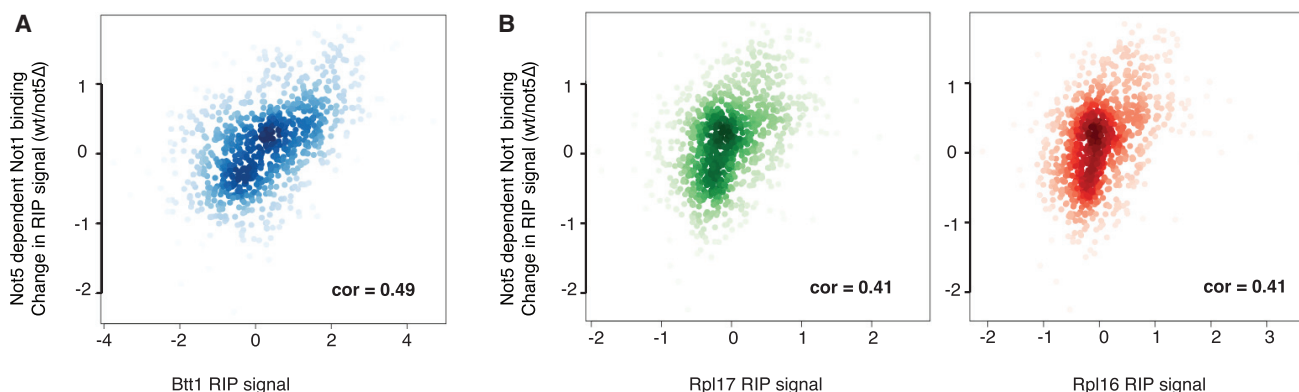 A
Not5 dependent Not1 binding
Change in RIP signal (wt/not5Δ)
1
0
-1
-2
cor = 0.49
-4
-2
0
2
4
Btt1 RIP signal
B
Not5 dependent Not1 binding
Change in RIP signal (wt/not5Δ)
1
0
-1
-2
cor = 0.41
-2
-1
0
1
2
Rpl17 RIP signal
1
0
-1
-2
cor = 0.41
-2
-1
0
1
2
3
Rpl16 RIP signal